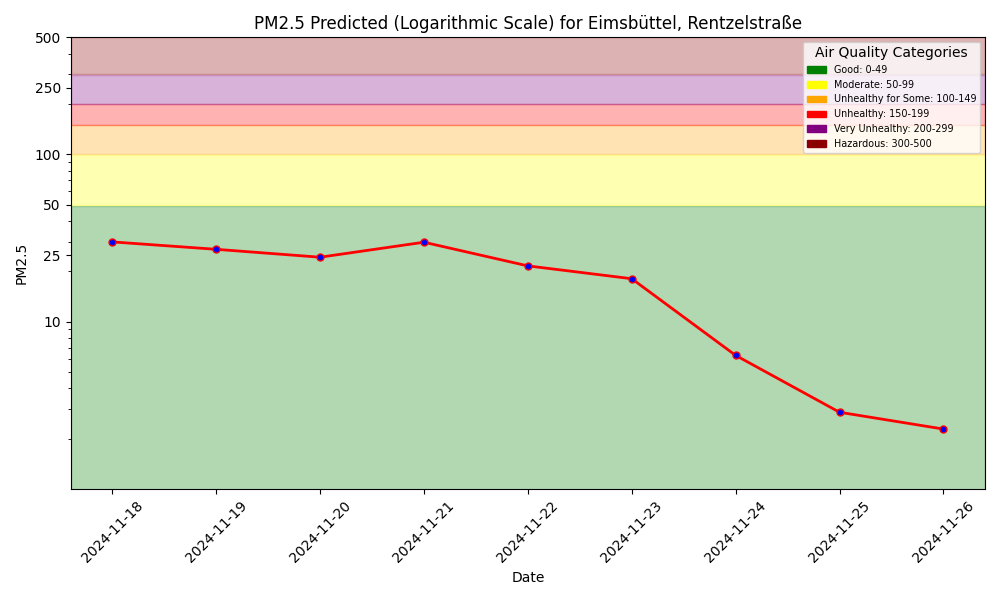 PM2.5 Predicted (Logarithmic Scale) for Eimsbüttel, Rentzelstraße
Air Quality Categories
Good: 0-49
Moderate: 50-99
Unhealthy for Some: 100-149
Unhealthy: 150-199
Very Unhealthy: 200-299
Hazardous: 300-500
500
250
100
50
25
10
PM2.5
2024-11-18
2024-11-19
2024-11-20
2024-11-21
2024-11-22
2024-11-23
2024-11-24
2024-11-25
2024-11-26
Date